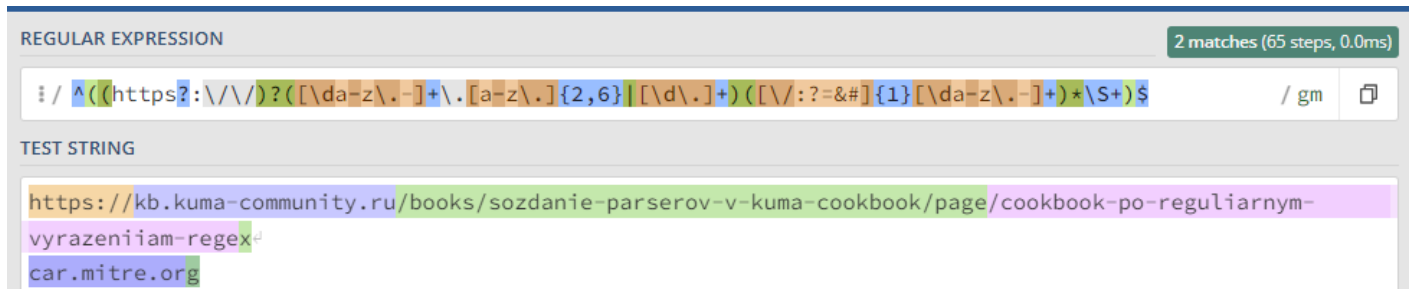 REGULAR EXPRESSION
2 matches (65 steps, 0.0ms)
/ ^((https?:\/\/)?([\da-z\.-]+\.[a-z\.]{2,6}|[\d\.]+)([\/:?=&#]{1}[\da-z\.-]+)*\S+)$ / gm
TEST STRING
https://kb.kuma-community.ru/books/sozdanie-parserov-v-kuma-cookbook/page/cookbook-po-reguliarnym-
vyrazeniiam-regex
car.mitre.org